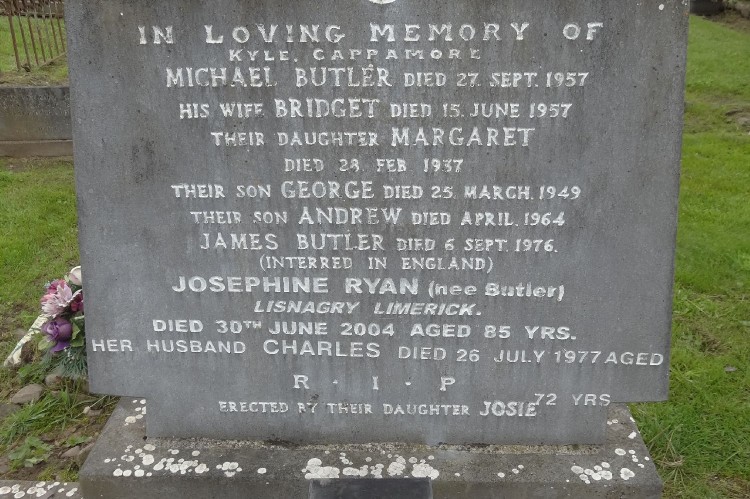 IN LOVING MEMORY OF
KYLE, CAPPAMORE
MICHAEL BUTLER DIED 27. SEPT. 1957
HIS WIFE BRIDGET DIED 15. JUNE 1957
THEIR DAUGHTER MARGARET
DIED 28. FEB 1937
THEIR SON GEORGE DIED 25. MARCH. 1949
THEIR SON ANDREW DIED APRIL. 1964
JAMES BUTLER DIED 6 SEPT. 1976.
(INTERRED IN ENGLAND)
JOSEPHINE RYAN (nee Butler)
LISNAGRY LIMERICK.
DIED 30TH JUNE 2004 AGED 85 YRS.
HER HUSBAND CHARLES DIED 26 JULY 1977 AGED
72 YRS
R · I · P
ERECTED BY THEIR DAUGHTER JOSIE